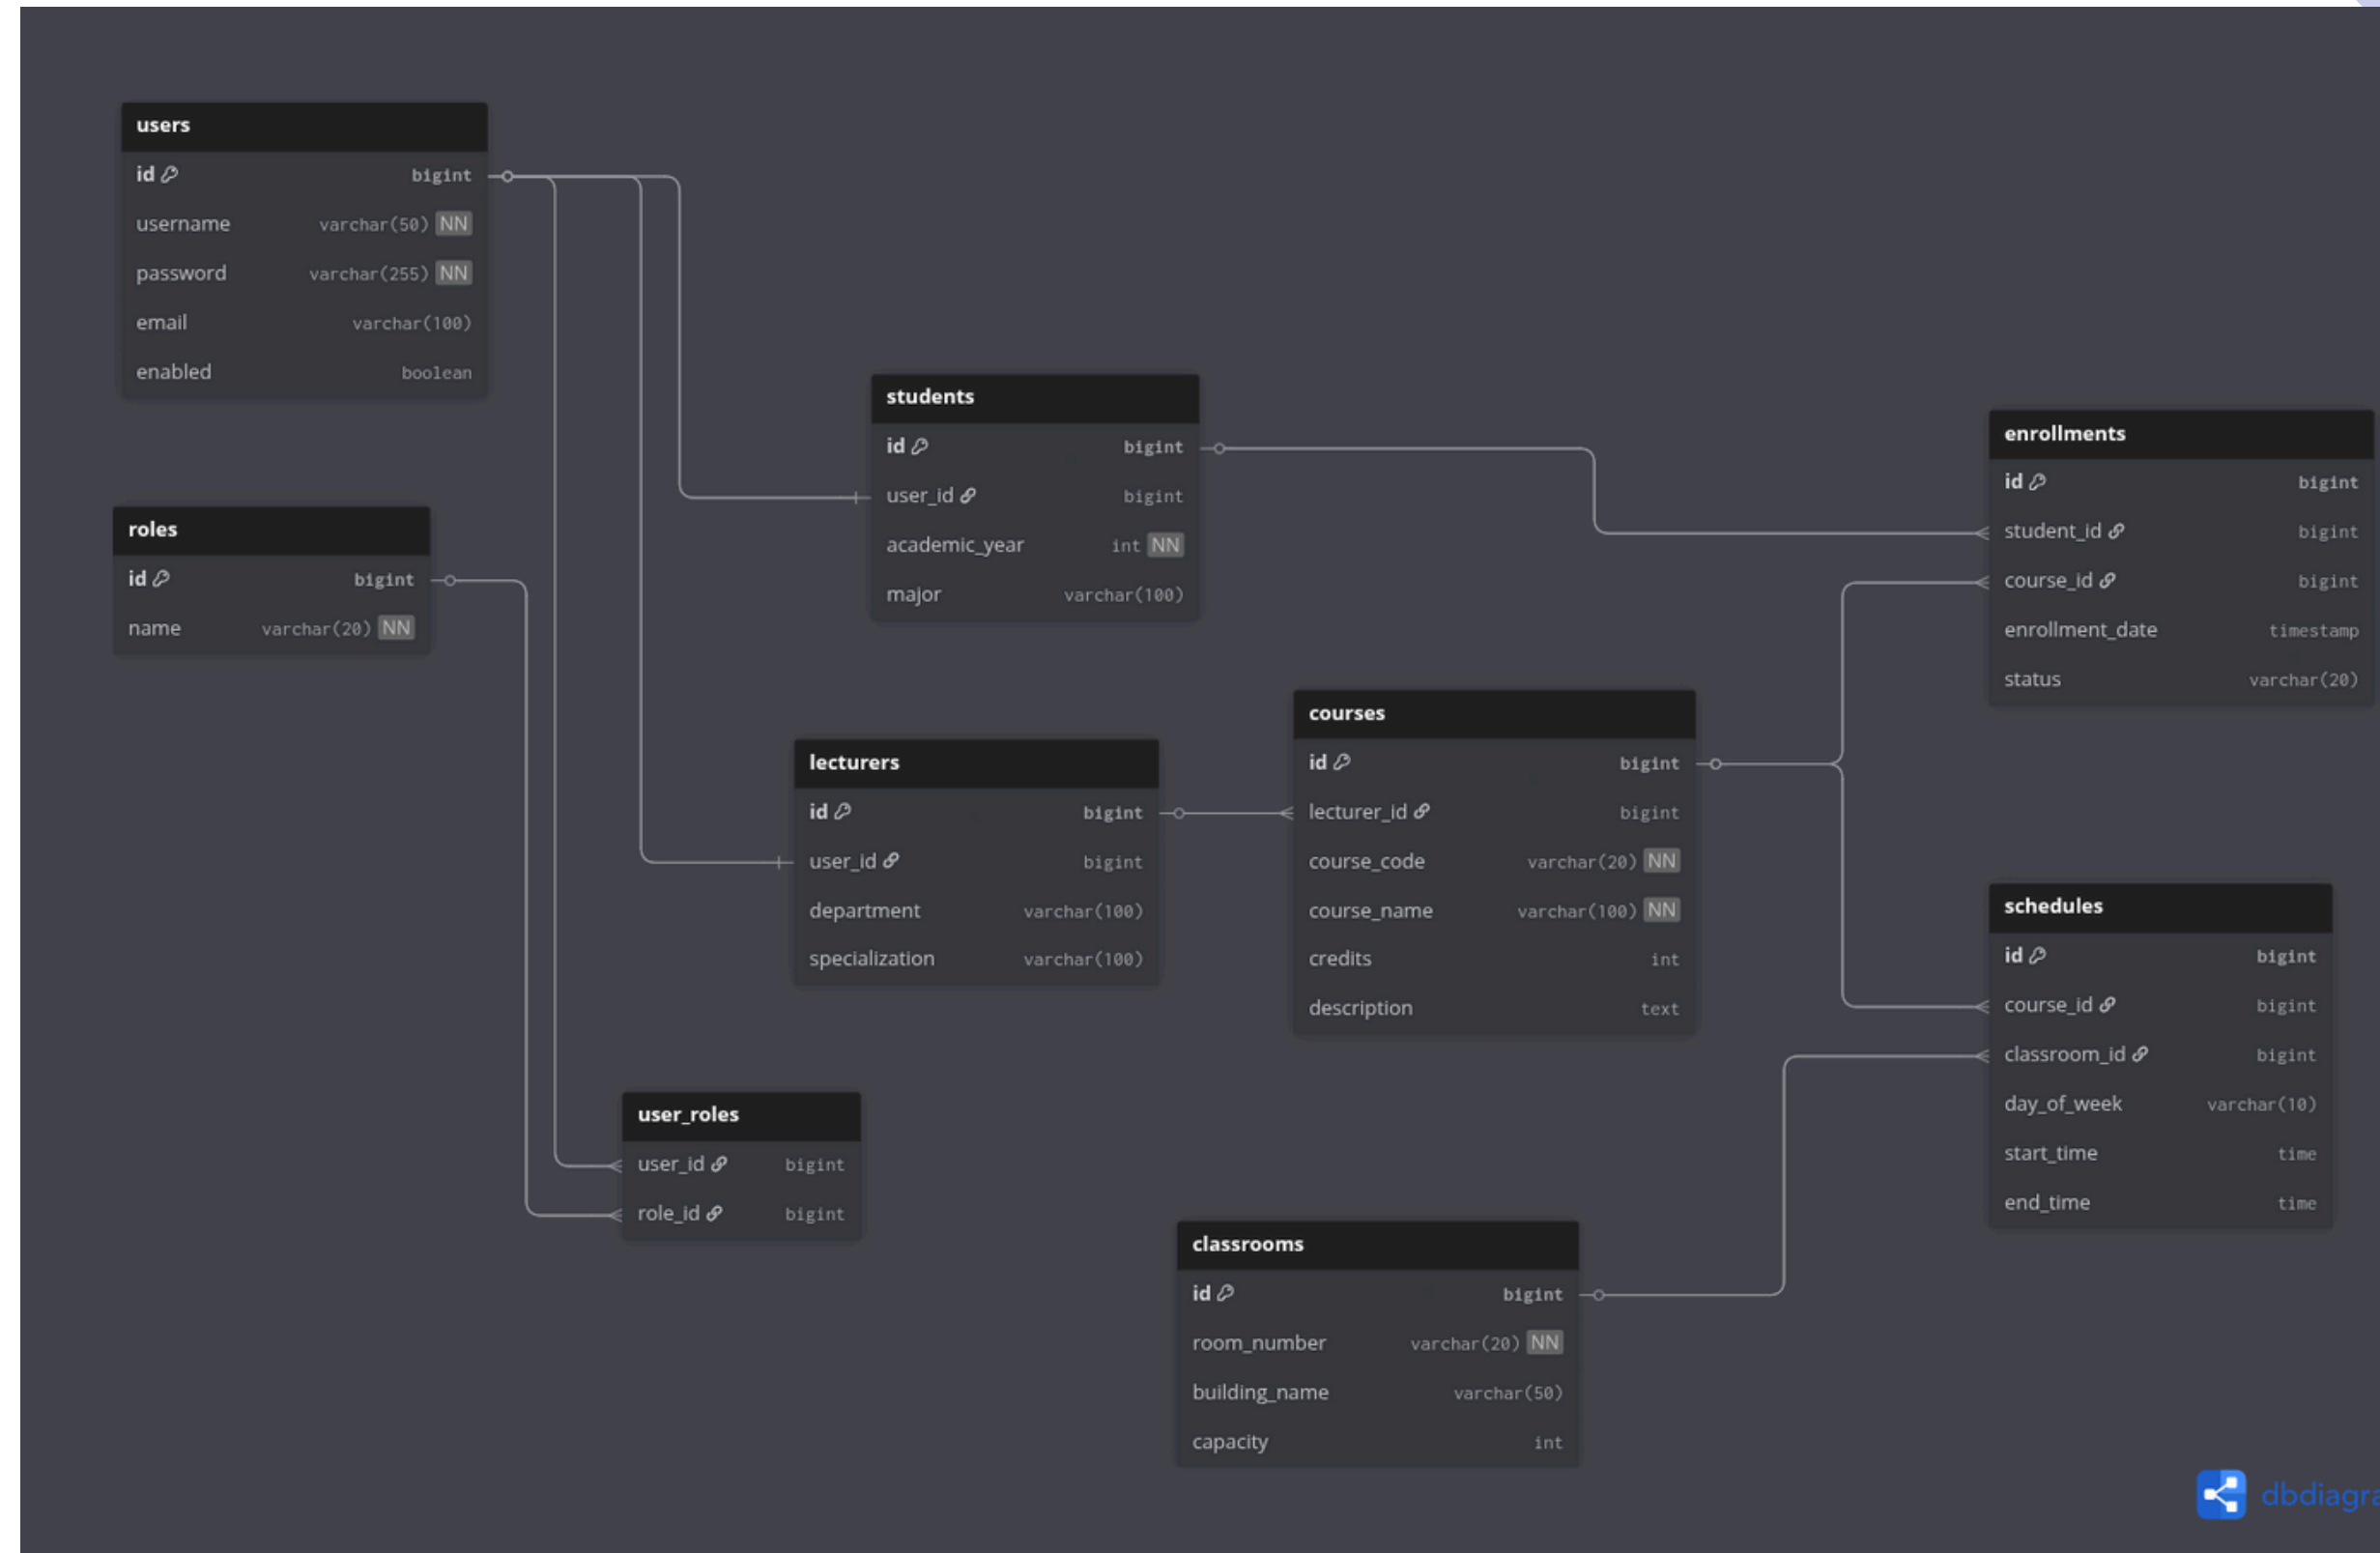 users
id bigint
username varchar(50) NN
password varchar(255) NN
email varchar(100)
enabled boolean
roles
id bigint
name varchar(20) NN
students
id bigint
user_id bigint
academic_year int NN
major varchar(100)
enrollments
id bigint
student_id bigint
course_id bigint
enrollment_date timestamp
status varchar(20)
lecturers
id bigint
user_id bigint
department varchar(100)
specialization varchar(100)
courses
id bigint
lecturer_id bigint
course_code varchar(20) NN
course_name varchar(100) NN
credits int
description text
schedules
id bigint
course_id bigint
classroom_id bigint
day_of_week varchar(10)
start_time time
end_time time
user_roles
user_id bigint
role_id bigint
classrooms
id bigint
room_number varchar(20) NN
building_name varchar(50)
capacity int
dbdiagra